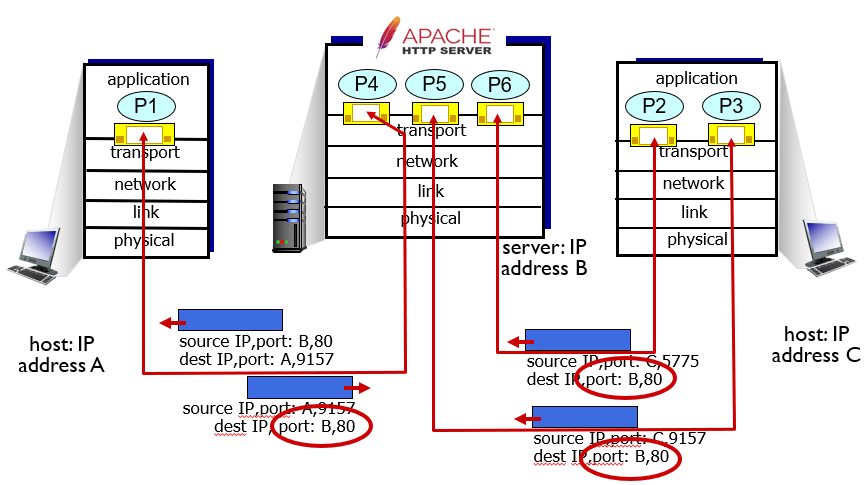 APACHE
HTTP SERVER
application
P1
transport
network
link
physical
P4
P5
P6
transport
network
link
physical
application
P2
P3
transport
network
link
physical
server: IP
address B
host: IP
address A
host: IP
address C
source IP,port: B,80
dest IP,port: A,9157
source IP,port: A,9157
dest IP, port: B,80
source IP,port: C,5775
dest IP,port: B,80
source IP,port: C,9157
dest IP,port: B,80